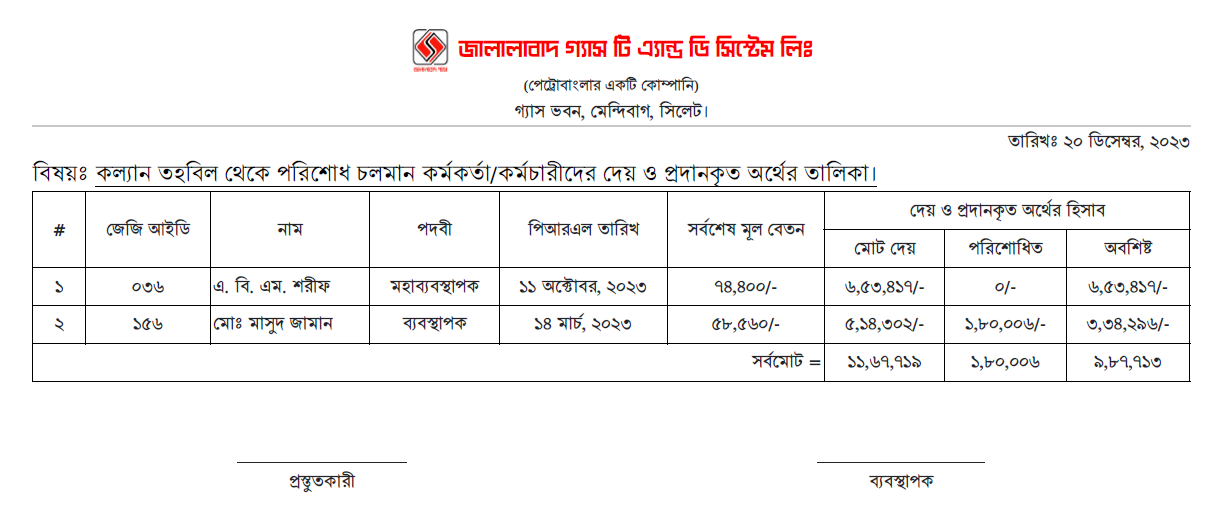 জালালাবাদ গ্যাস টি এ্যান্ড ডি সিস্টেম লিঃ
(পেট্রোবাংলার একটি কোম্পানি)
গ্যাস ভবন, মেন্দিবাগ, সিলেট।
তারিখঃ ২০ ডিসেম্বর, ২০২৩
বিষয়ঃ কল্যান তহবিল থেকে পরিশোধ চলমান কর্মকর্তা/কর্মচারীদের দেয় ও প্রদানকৃত অর্থের তালিকা।
# জেজি আইডি নাম পদবী পিআরএল তারিখ সর্বশেষ মূল বেতন দেয় ও প্রদানকৃত অর্থের হিসাব
মোট দেয় পরিশোধিত অবশিষ্ট
১ ০৩৬ এ. বি. এম. শরীফ মহাব্যবস্থাপক ১১ অক্টোবর, ২০২৩ ৭৪,৪০০/- ৬,৫৩,৪১৭/- ০/- ৬,৫৩,৪১৭/-
২ ১৫৬ মোঃ মাসুদ জামান ব্যবস্থাপক ১৪ মার্চ, ২০২৩ ৫৮,৫৬০/- ৫,১৪,৩০২/- ১,৮০,০০৬/- ৩,৩৪,২৯৬/-
সর্বমোট = ১১,৬৭,৭১৯ ১,৮০,০০৬ ৯,৮৭,৭১৩
প্রস্তুতকারী ব্যবস্থাপক